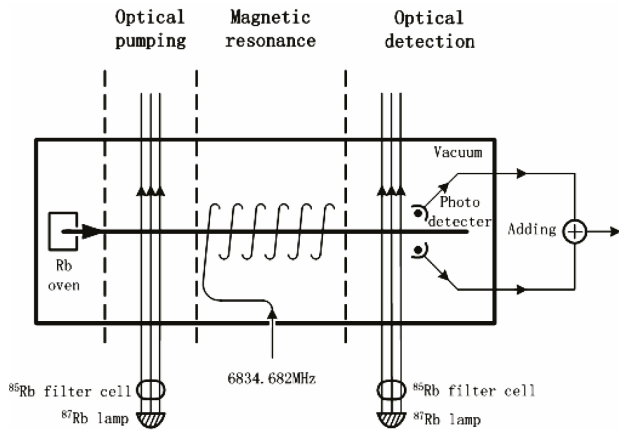 Optical
pumping
Magnetic
resonance
Optical
detection
Vacuum
Photo
detecter
Adding
Rb
oven
6834.682MHz
⁸⁵Rb filter cell
⁸⁷Rb lamp
⁸⁵Rb filter cell
⁸⁷Rb lamp